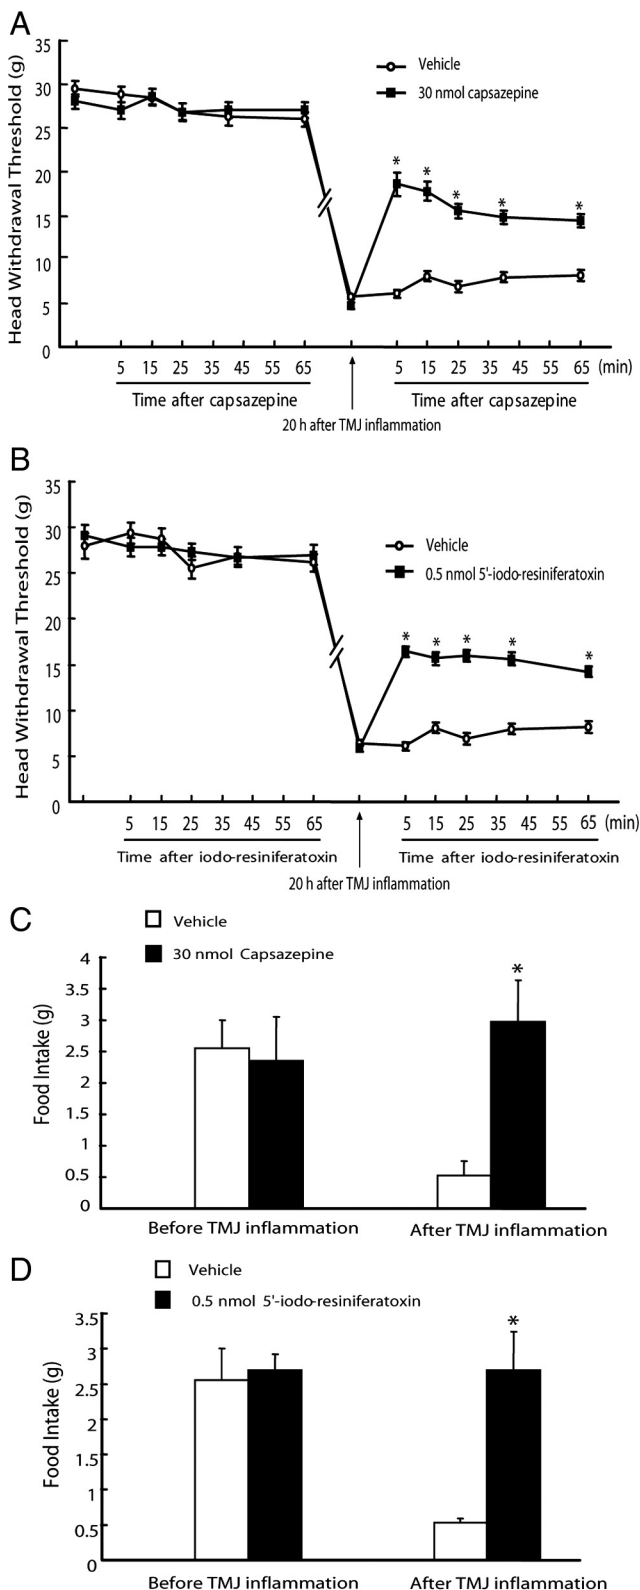 A
Head Withdrawal Threshold (g)
35
30
25
20
15
10
5
0
Vehicle
30 nmol capsazepine
* * * * *
5 15 25 35 45 55 65 5 15 25 35 45 55 65 (min)
Time after capsazepine Time after capsazepine
20 h after TMJ inflammation
B
Head Withdrawal Threshold (g)
35
30
25
20
15
10
5
0
Vehicle
0.5 nmol 5'-iodo-resiniferatoxin
* * * * *
5 15 25 35 45 55 65 5 15 25 35 45 55 65 (min)
Time after iodo-resiniferatoxin Time after iodo-resiniferatoxin
20 h after TMJ inflammation
C
Vehicle
30 nmol Capsazepine
Food Intake (g)
4
3.5
3
2.5
2
1.5
1
0.5
0
*
Before TMJ inflammation After TMJ inflammation
D
Vehicle
0.5 nmol 5'-iodo-resiniferatoxin
Food Intake (g)
3.5
3
2.5
2
1.5
1
0.5
0
*
Before TMJ inflammation After TMJ inflammation